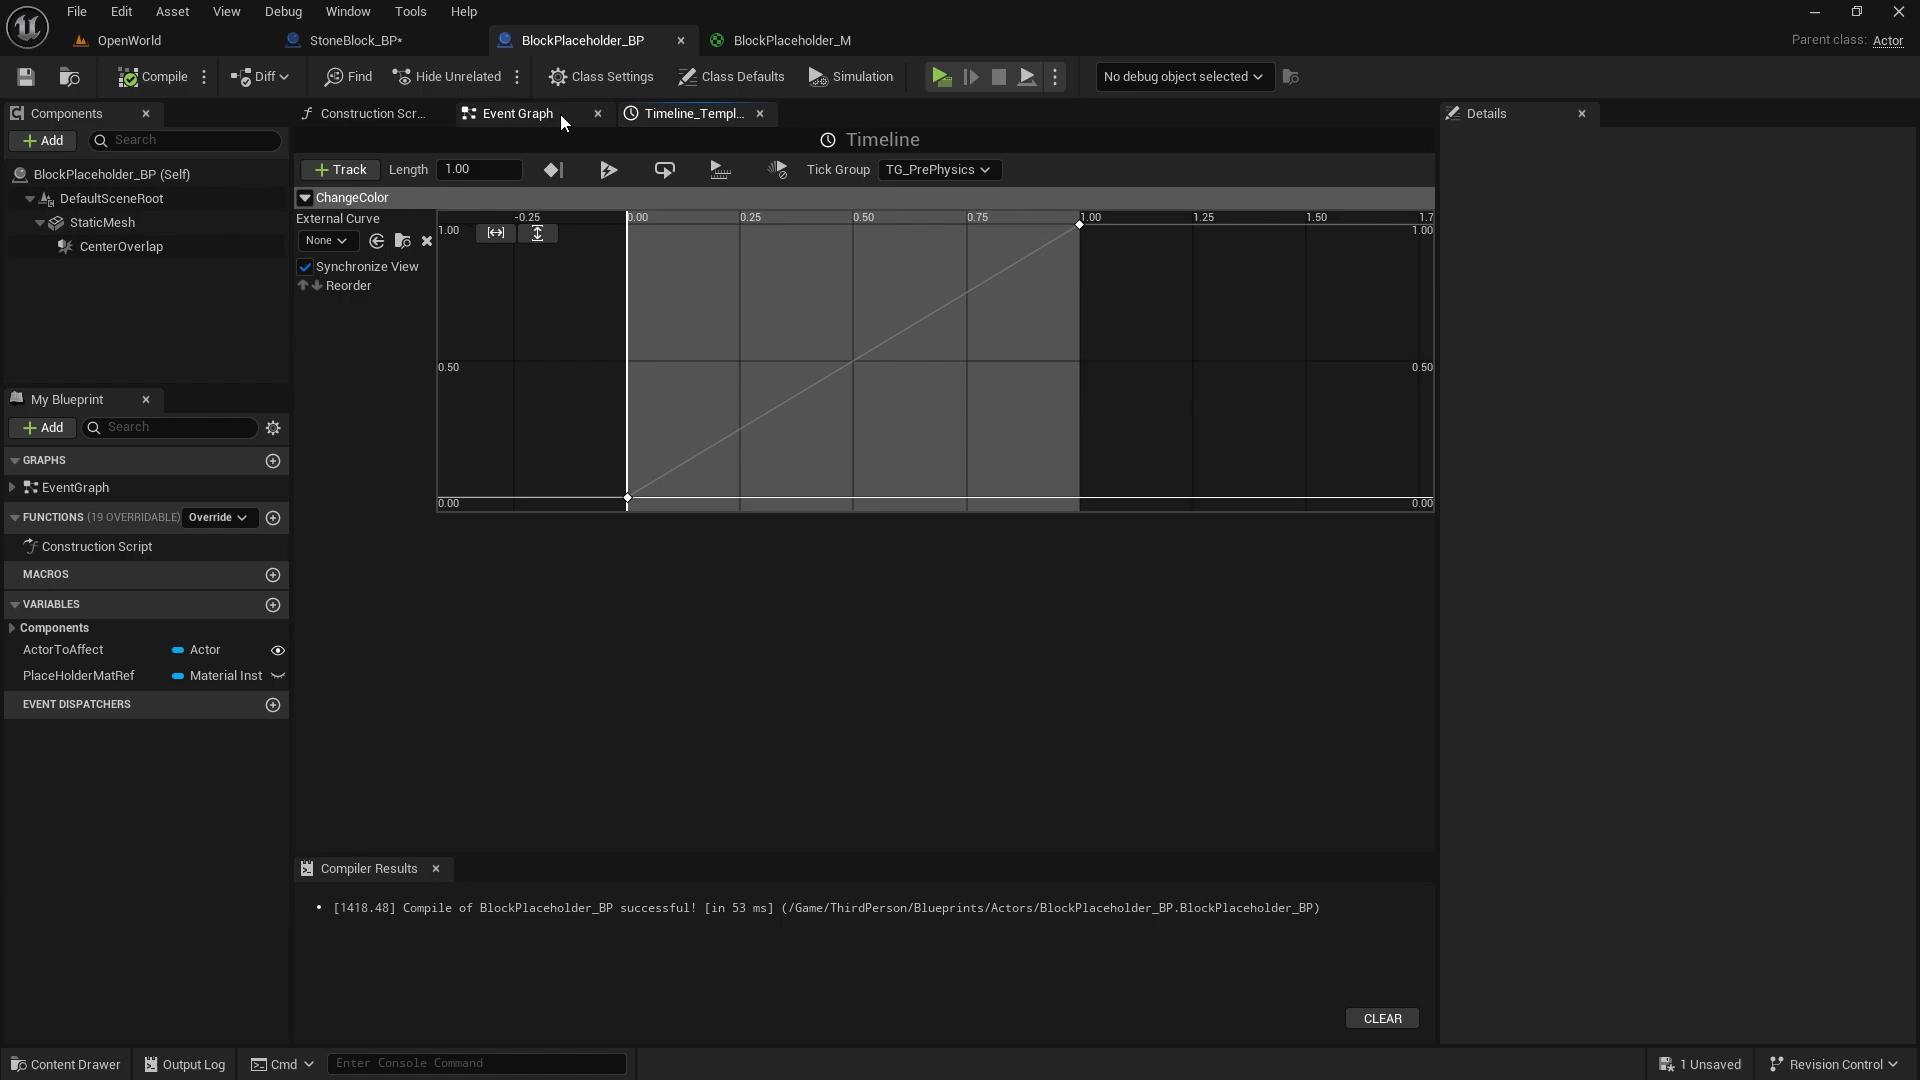 File Edit Asset View Debug Window Tools Help
OpenWorld StoneBlock_BP* BlockPlaceholder_BP BlockPlaceholder_M Parent class: Actor
Compile Diff Find Hide Unrelated Class Settings Class Defaults Simulation No debug object selected
Components Construction Scr... Event Graph Timeline_Templ... Details
Add Search Timeline
Track Length 1.00 Tick Group TG_PrePhysics
BlockPlaceholder_BP (Self)
DefaultSceneRoot
StaticMesh
CenterOverlap
ChangeColor
External Curve
None
Synchronize View
Reorder
-0.25 0.00 0.25 0.50 0.75 1.00 1.25 1.50 1.7
1.00 1.00
0.50 0.50
0.00 0.00
My Blueprint
Add Search
GRAPHS
EventGraph
FUNCTIONS (19 OVERRIDABLE) Override
Construction Script
MACROS
VARIABLES
Components
ActorToAffect Actor
PlaceHolderMatRef Material Inst
EVENT DISPATCHERS
Compiler Results
• [1418.48] Compile of BlockPlaceholder_BP successful! [in 53 ms] (/Game/ThirdPerson/Blueprints/Actors/BlockPlaceholder_BP.BlockPlaceholder_BP)
CLEAR
Content Drawer Output Log Cmd Enter Console Command 1 Unsaved Revision Control